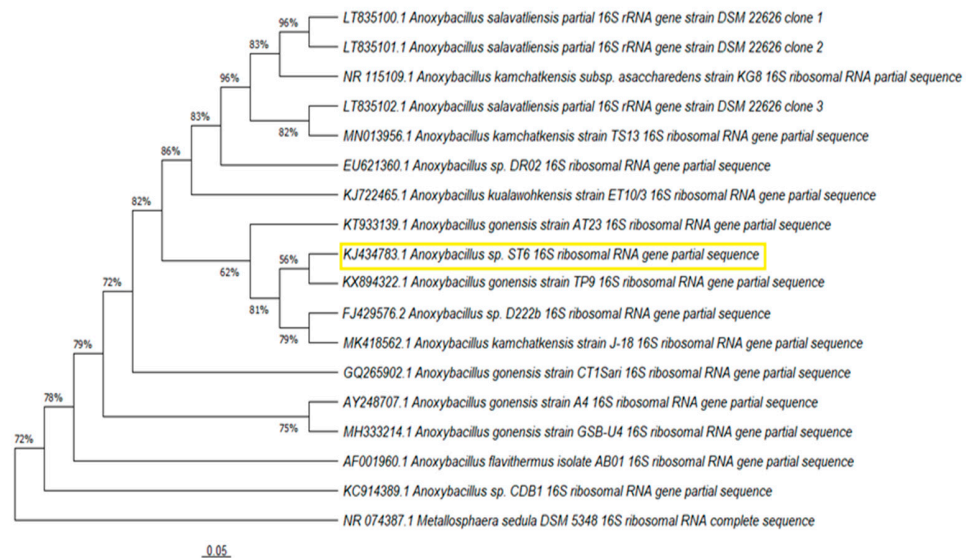 96% LT835100.1 Anoxybacillus salavatliensis partial 16S rRNA gene strain DSM 22626 clone 1
83% LT835101.1 Anoxybacillus salavatliensis partial 16S rRNA gene strain DSM 22626 clone 2
96% NR 115109.1 Anoxybacillus kamchatkensis subsp. asaccharedens strain KG8 16S ribosomal RNA partial sequence
83% LT835102.1 Anoxybacillus salavatliensis partial 16S rRNA gene strain DSM 22626 clone 3
82% MN013956.1 Anoxybacillus kamchatkensis strain TS13 16S ribosomal RNA gene partial sequence
86% EU621360.1 Anoxybacillus sp. DR02 16S ribosomal RNA gene partial sequence
82% KJ722465.1 Anoxybacillus kualawohkensis strain ET10/3 16S ribosomal RNA gene partial sequence
KT933139.1 Anoxybacillus gonensis strain AT23 16S ribosomal RNA gene partial sequence
56% KJ434783.1 Anoxybacillus sp. ST6 16S ribosomal RNA gene partial sequence
62% KX894322.1 Anoxybacillus gonensis strain TP9 16S ribosomal RNA gene partial sequence
72% 81% FJ429576.2 Anoxybacillus sp. D222b 16S ribosomal RNA gene partial sequence
79% MK418562.1 Anoxybacillus kamchatkensis strain J-18 16S ribosomal RNA gene partial sequence
79% GQ265902.1 Anoxybacillus gonensis strain CT1Sari 16S ribosomal RNA gene partial sequence
78% AY248707.1 Anoxybacillus gonensis strain A4 16S ribosomal RNA gene partial sequence
75% MH333214.1 Anoxybacillus gonensis strain GSB-U4 16S ribosomal RNA gene partial sequence
72% AF001960.1 Anoxybacillus flavithermus isolate AB01 16S ribosomal RNA gene partial sequence
KC914389.1 Anoxybacillus sp. CDB1 16S ribosomal RNA gene partial sequence
NR 074387.1 Metallosphaera sedula DSM 5348 16S ribosomal RNA complete sequence
0.05